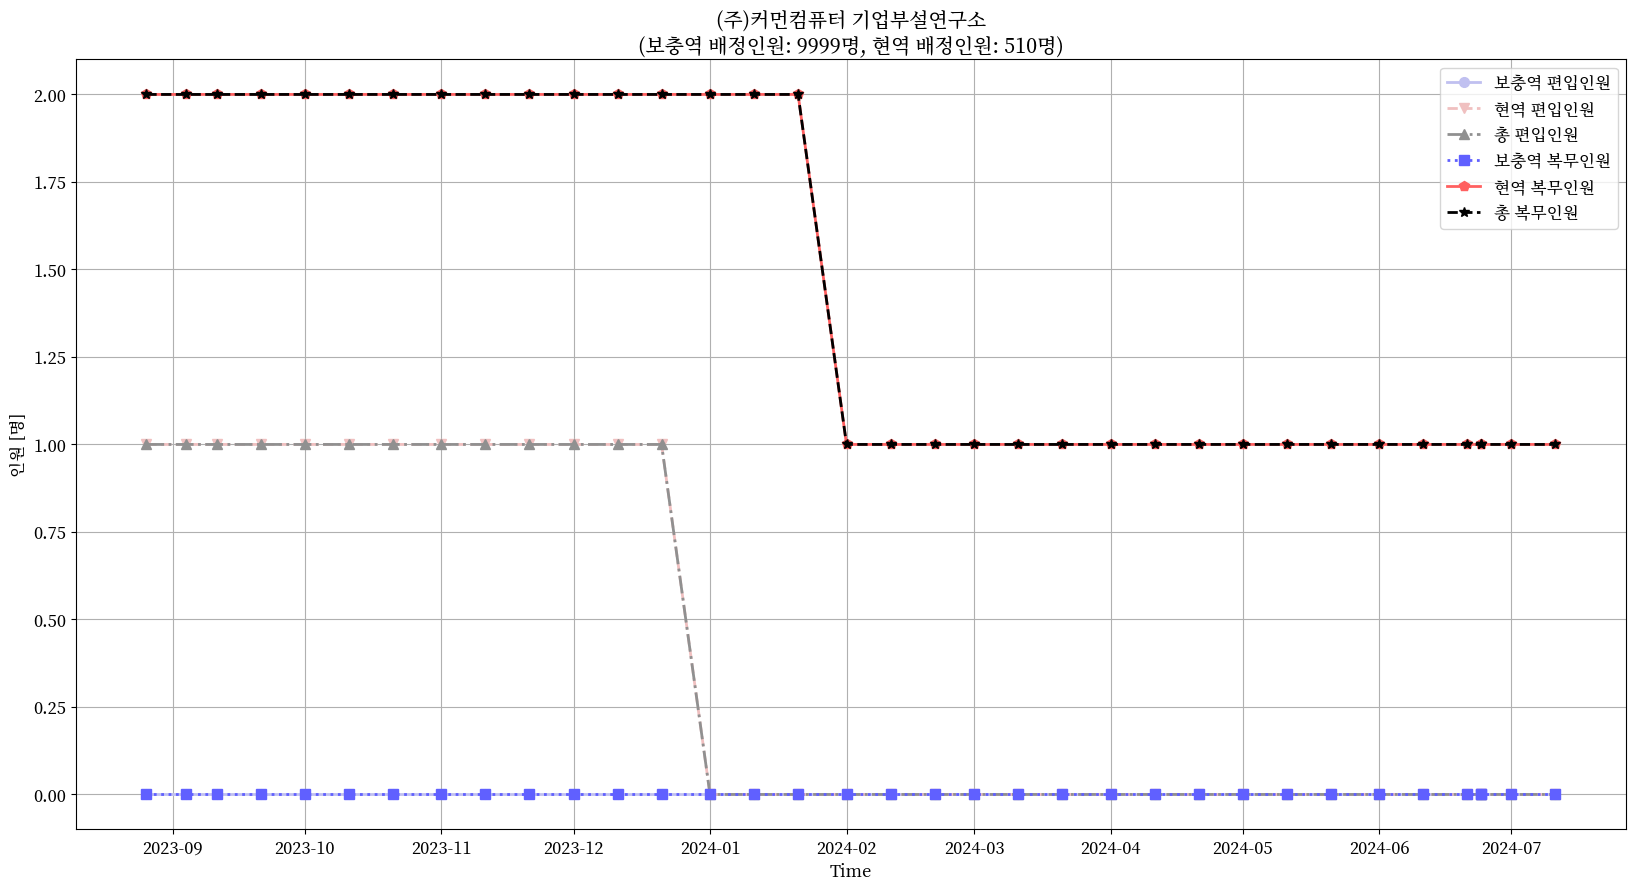 (주)커먼컴퓨터 기업부설연구소
(보충역 배정인원: 9999명, 현역 배정인원: 510명)
보충역 편입인원
현역 편입인원
총 편입인원
보충역 복무인원
현역 복무인원
총 복무인원
2.00
1.75
1.50
1.25
1.00
0.75
0.50
0.25
0.00
인원 [명]
2023-09 2023-10 2023-11 2023-12 2024-01 2024-02 2024-03 2024-04 2024-05 2024-06 2024-07
Time